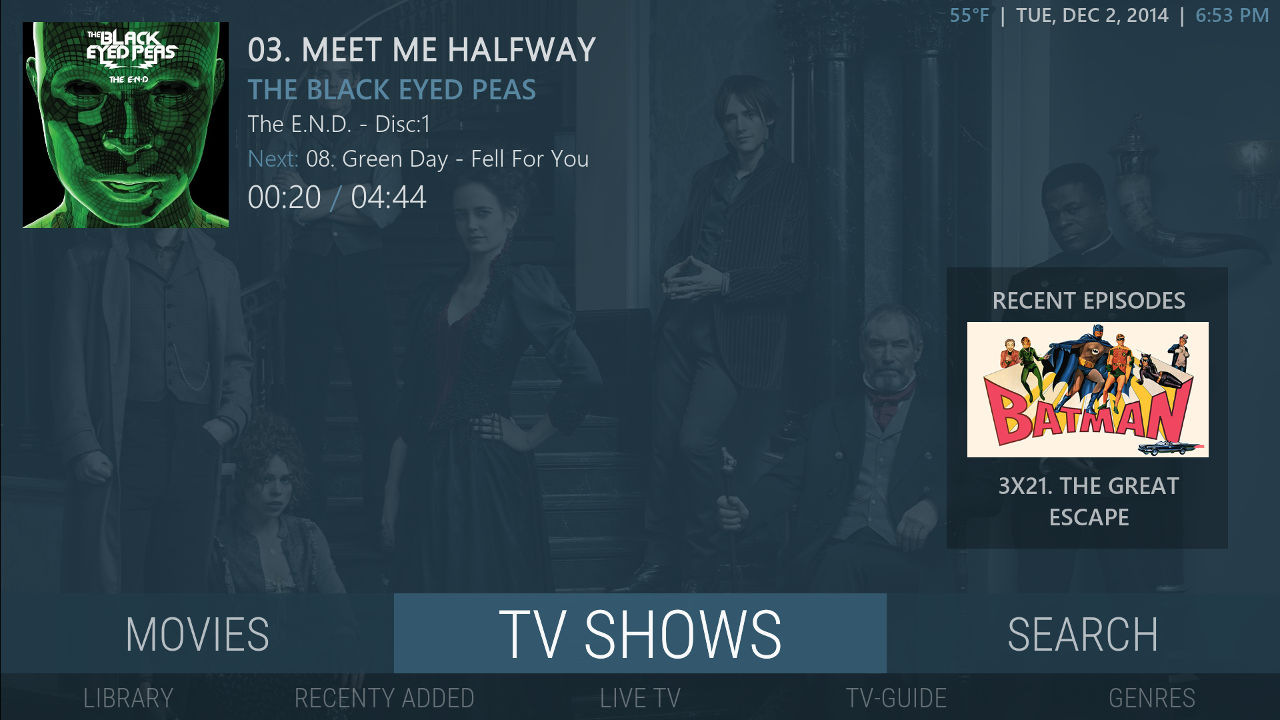 55°F | TUE, DEC 2, 2014 | 6:53 PM
THE BLACK
EYED PEAS
THE E·N·D
03. MEET ME HALFWAY
THE BLACK EYED PEAS
The E.N.D. - Disc:1
Next: 08. Green Day - Fell For You
00:20 / 04:44
RECENT EPISODES
BATMAN
3X21. THE GREAT
ESCAPE
MOVIES TV SHOWS SEARCH
LIBRARY RECENTY ADDED LIVE TV TV-GUIDE GENRES